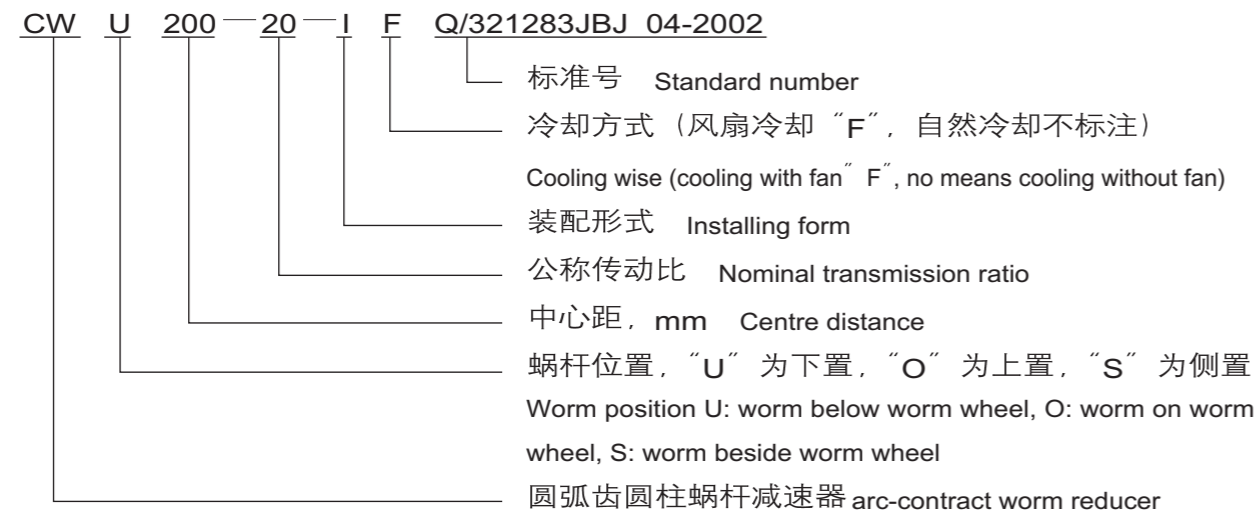 CW U 200—20—I F Q/321283JBJ 04-2002
标准号 Standard number
冷却方式（风扇冷却 ″F″，自然冷却不标注）
Cooling wise (cooling with fan″ F″, no means cooling without fan)
装配形式 Installing form
公称传动比 Nominal transmission ratio
中心距，mm Centre distance
蜗杆位置，″U″ 为下置，″O″ 为上置，″S″ 为侧置
Worm position U: worm below worm wheel, O: worm on worm
wheel, S: worm beside worm wheel
圆弧齿圆柱蜗杆减速器 arc-contract worm reducer